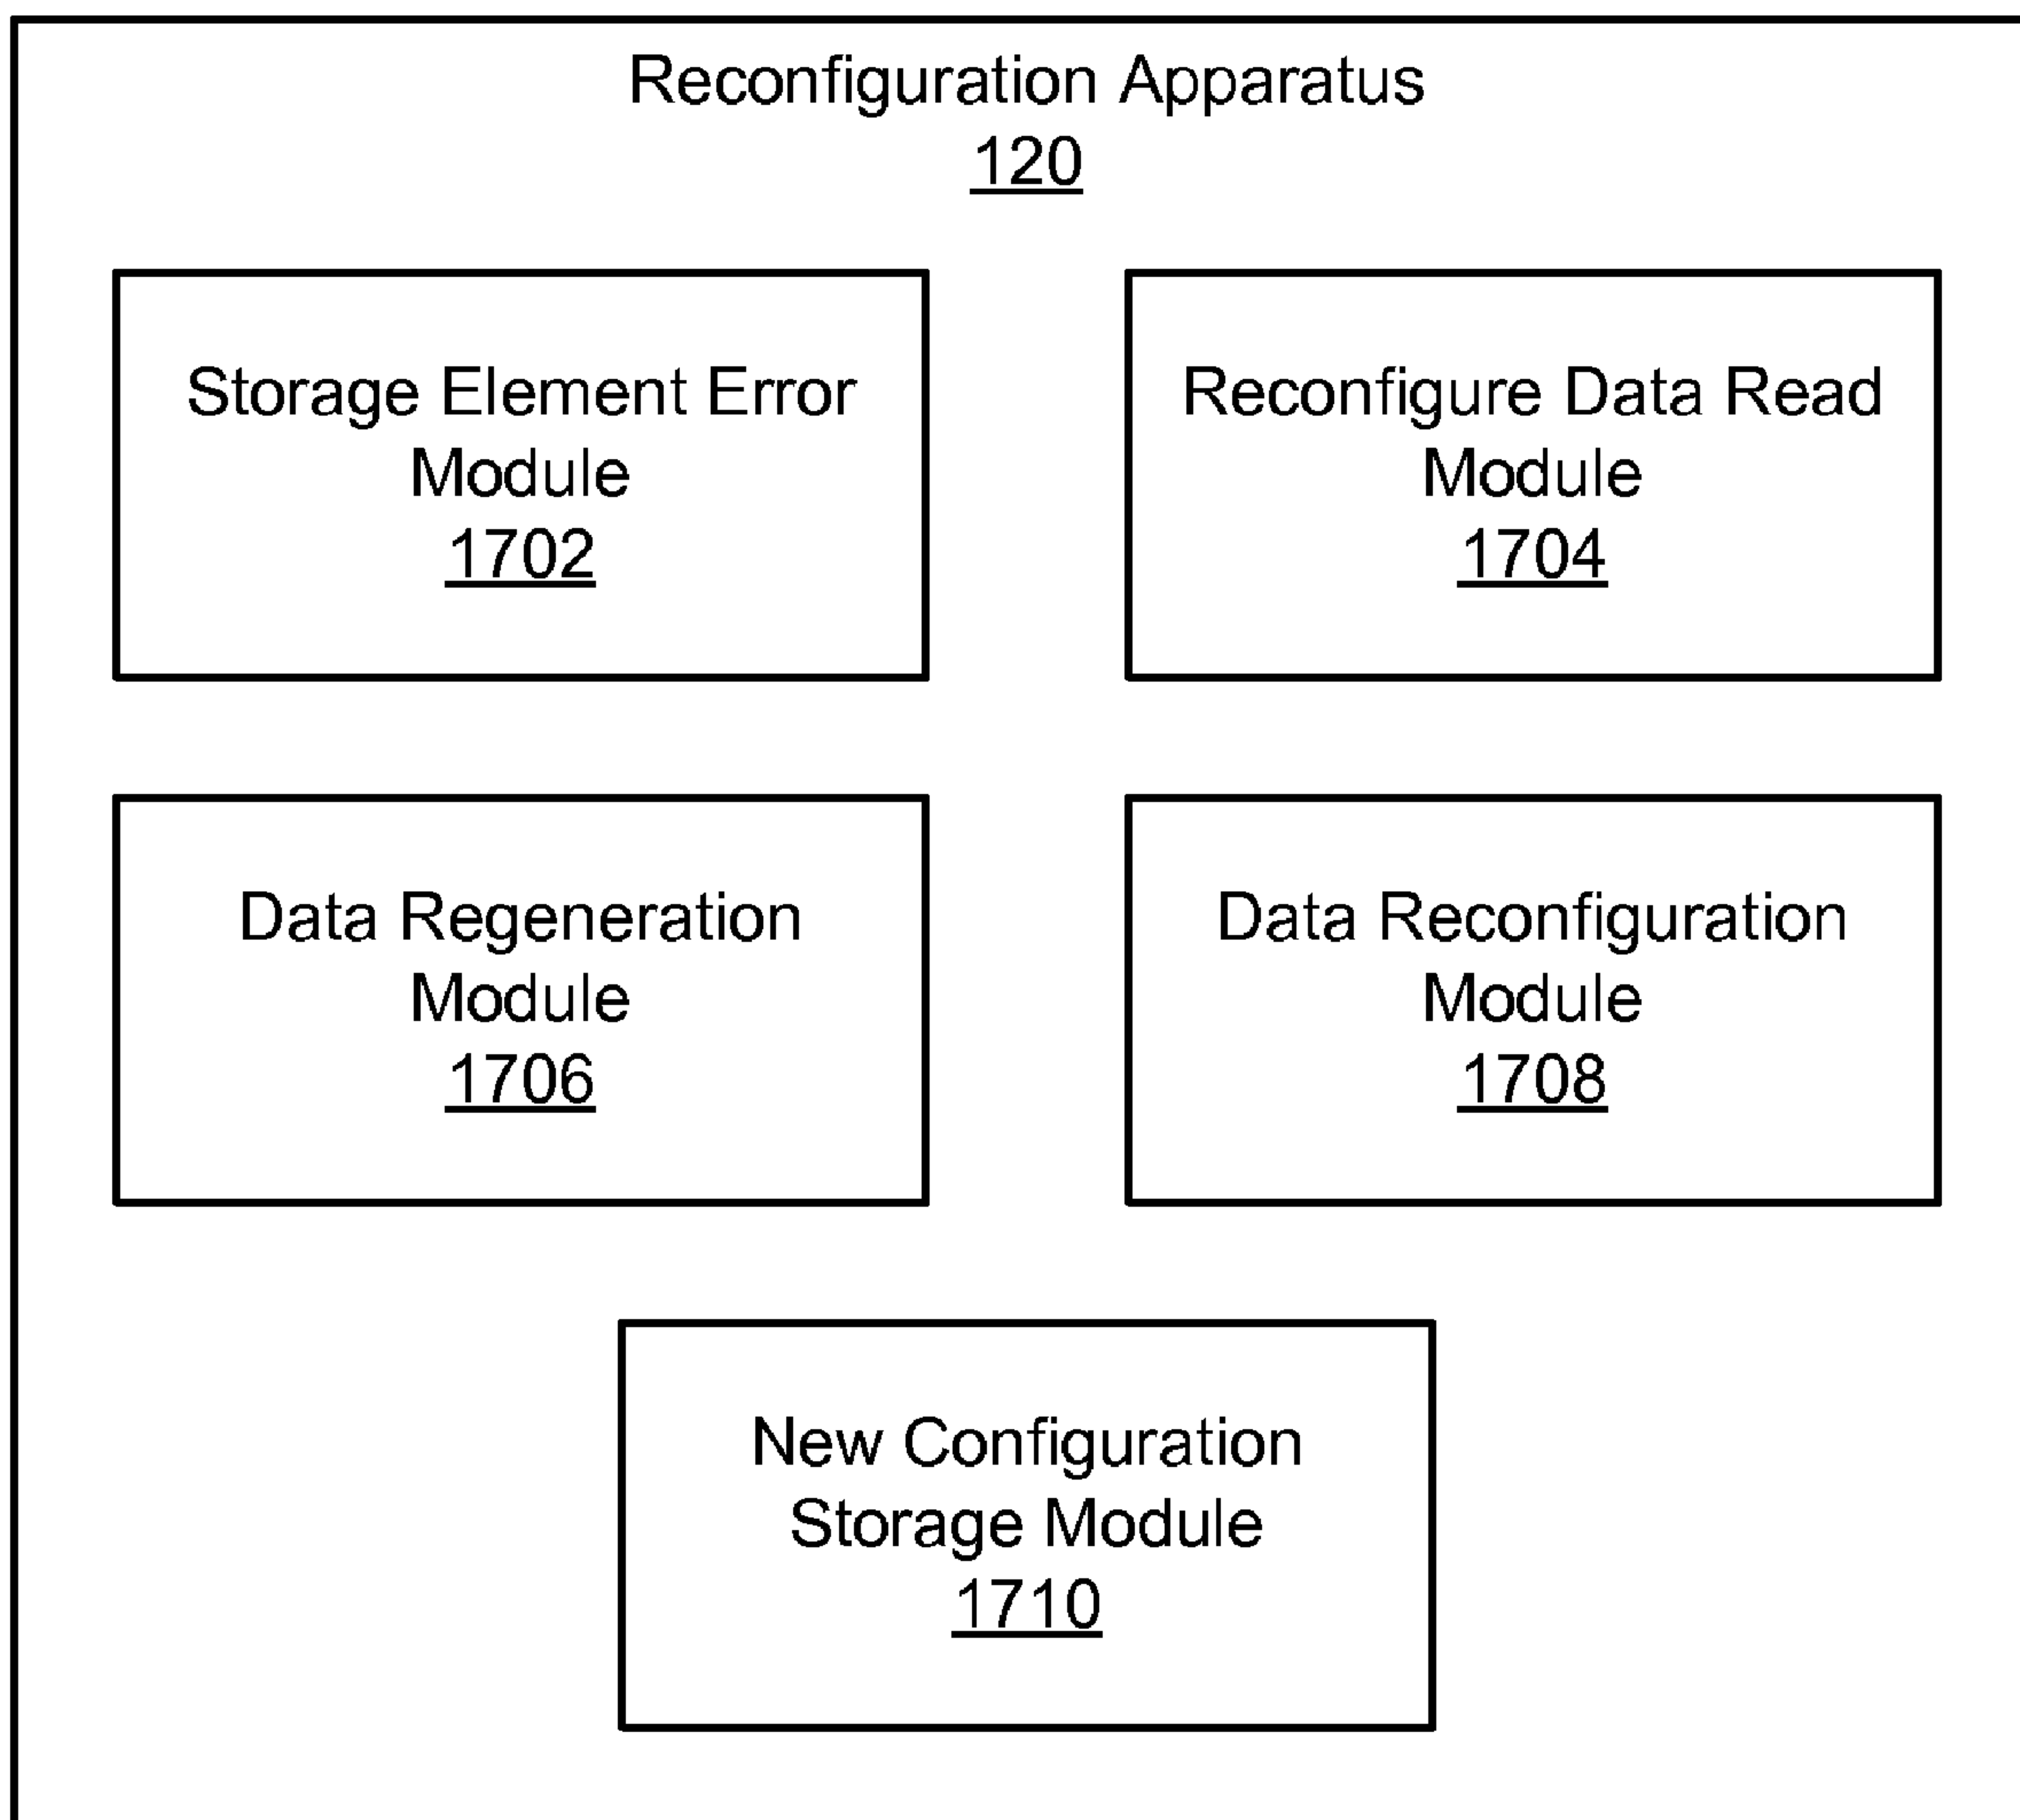 Reconfiguration Apparatus
120
Storage Element Error
Module
1702
Reconfigure Data Read
Module
1704
Data Regeneration
Module
1706
Data Reconfiguration
Module
1708
New Configuration
Storage Module
1710